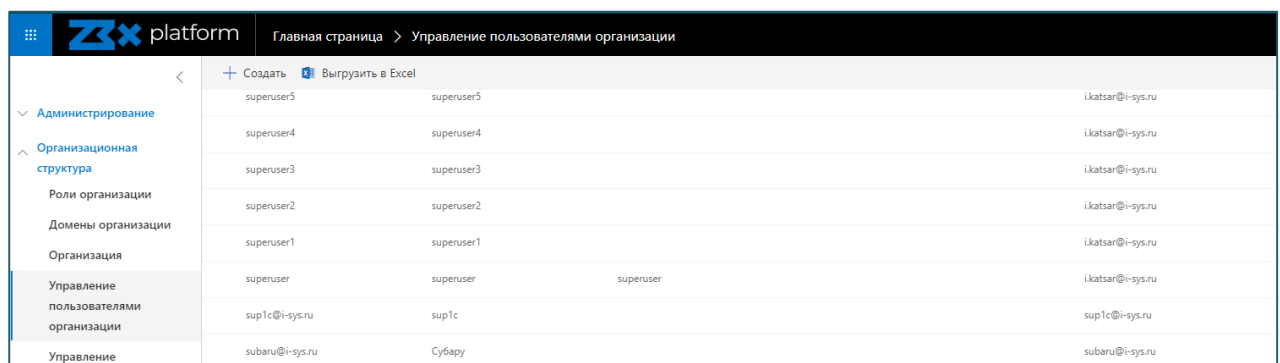 Z3X platform Главная страница > Управление пользователями организации
+ Создать Выгрузить в Excel
Администрирование
Организационная
структура
Роли организации
Домены организации
Организация
Управление
пользователями
организации
Управление
superuser5 superuser5 i.katsar@i-sys.ru
superuser4 superuser4 i.katsar@i-sys.ru
superuser3 superuser3 i.katsar@i-sys.ru
superuser2 superuser2 i.katsar@i-sys.ru
superuser1 superuser1 i.katsar@i-sys.ru
superuser superuser superuser i.katsar@i-sys.ru
sup1c@i-sys.ru sup1c sup1c@i-sys.ru
subaru@i-sys.ru Субару subaru@i-sys.ru